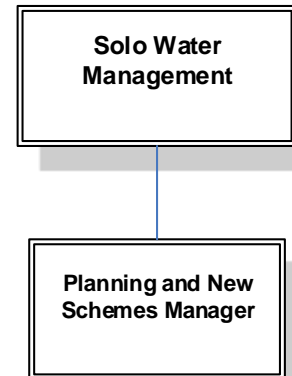 Solo Water
Management
Planning and New
Schemes Manager